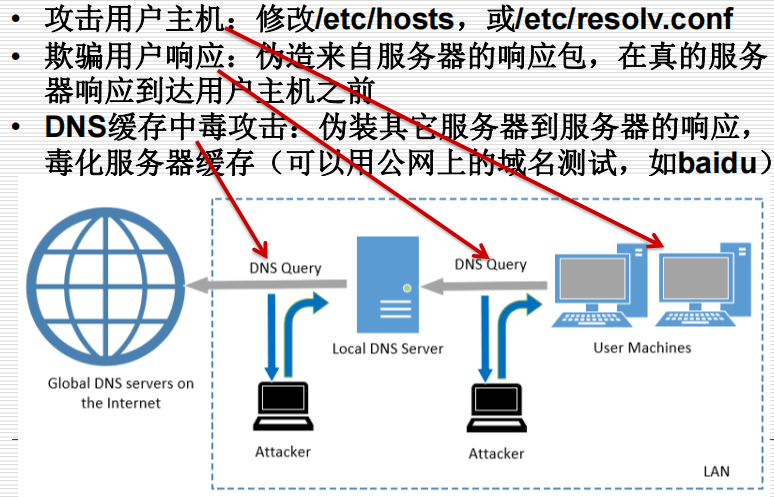 • 攻击用户主机：修改/etc/hosts，或/etc/resolv.conf
• 欺骗用户响应：伪造来自服务器的响应包，在真的服务
器响应到达用户主机之前
• DNS缓存中毒攻击：伪装其它服务器到服务器的响应，
毒化服务器缓存（可以用公网上的域名测试，如baidu）
DNS Query
DNS Query
Local DNS Server
User Machines
Global DNS servers on
the Internet
Attacker
Attacker
LAN